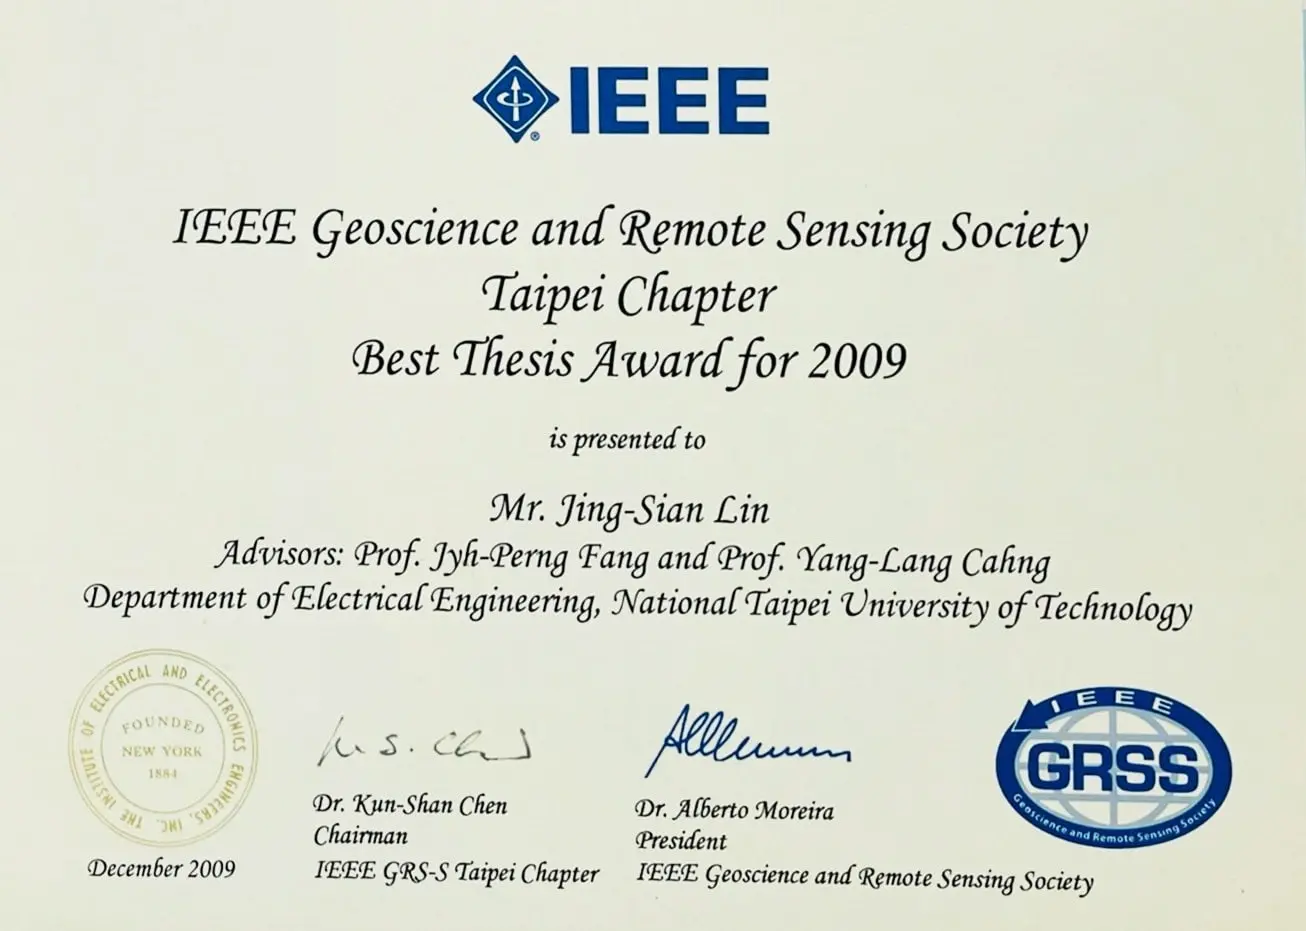 IEEE
IEEE Geoscience and Remote Sensing Society
Taipei Chapter
Best Thesis Award for 2009
is presented to
Mr. Jing-Sian Lin
Advisors: Prof. Jyh-Perng Fang and Prof. Yang-Lang Cahng
Department of Electrical Engineering, National Taipei University of Technology
THE INSTITUTE OF ELECTRICAL AND ELECTRONICS ENGINEERS, INC.
FOUNDED
NEW YORK
1884
December 2009
K. S. Chen
Dr. Kun-Shan Chen
Chairman
IEEE GRS-S Taipei Chapter
Dr. Alberto Moreira
President
IEEE Geoscience and Remote Sensing Society
IEEE
GRSS
Geoscience and Remote Sensing Society